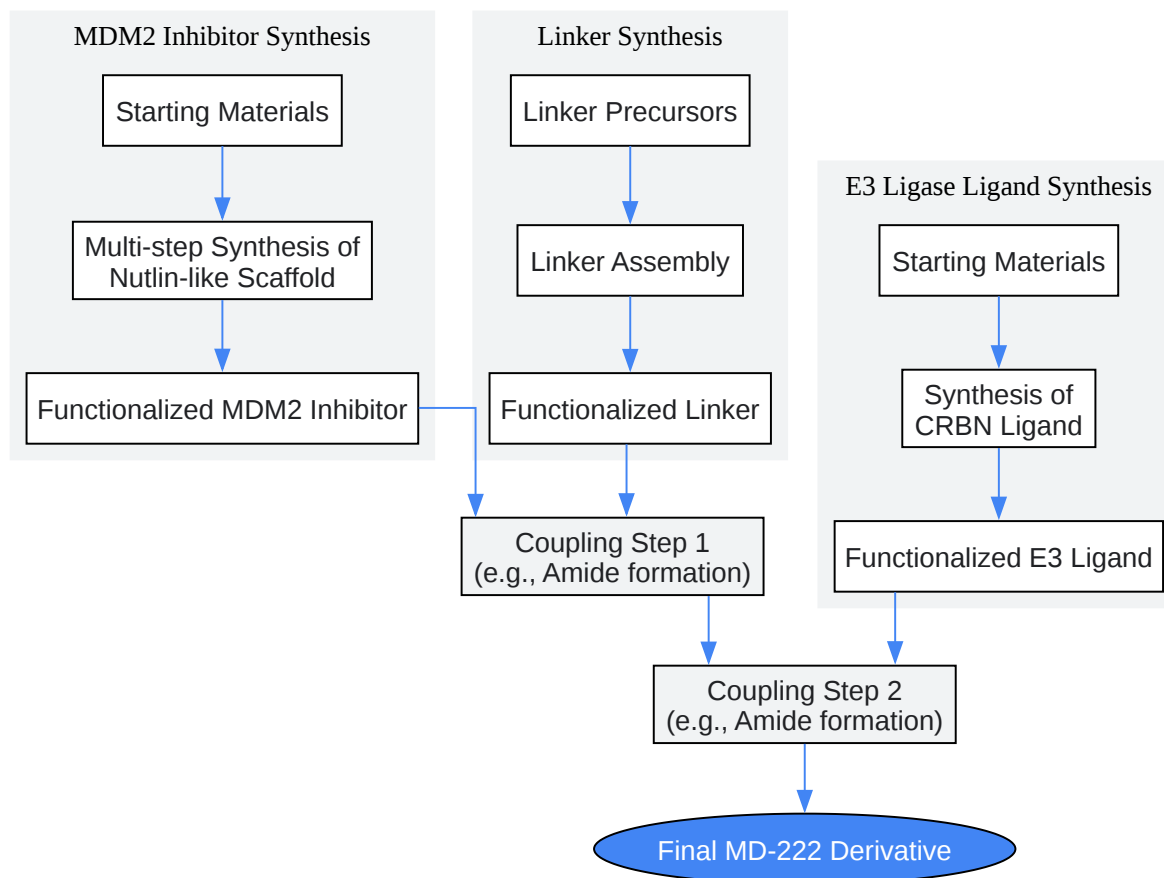 MDM2 Inhibitor Synthesis
Starting Materials
Multi-step Synthesis of
Nutlin-like Scaffold
Functionalized MDM2 Inhibitor
Linker Synthesis
Linker Precursors
Linker Assembly
Functionalized Linker
E3 Ligase Ligand Synthesis
Starting Materials
Synthesis of
CRBN Ligand
Functionalized E3 Ligand
Coupling Step 1
(e.g., Amide formation)
Coupling Step 2
(e.g., Amide formation)
Final MD-222 Derivative